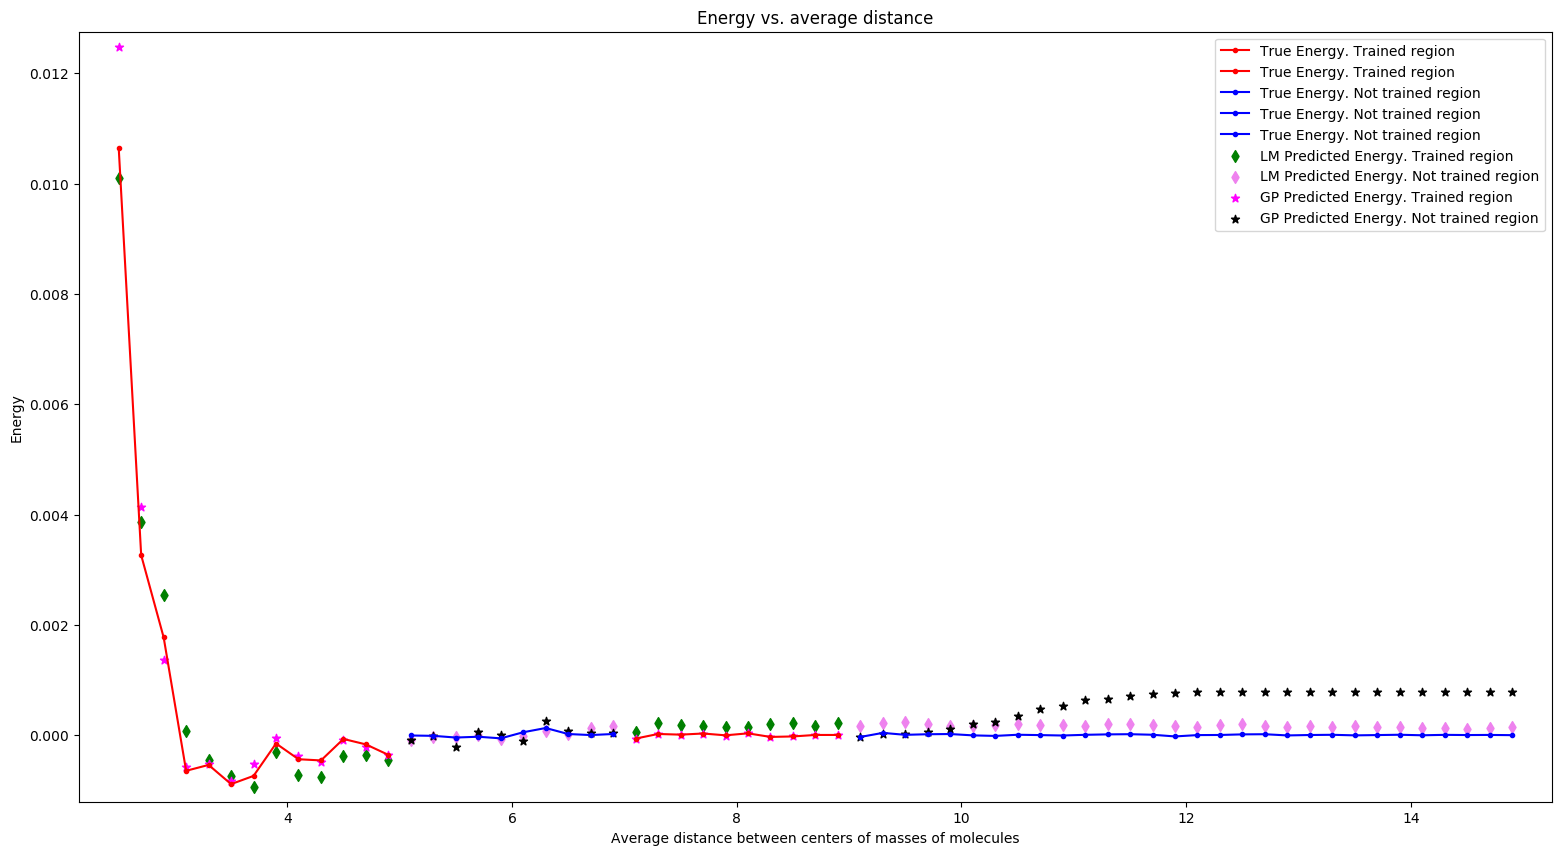 Energy vs. average distance
True Energy. Trained region
True Energy. Trained region
True Energy. Not trained region
True Energy. Not trained region
True Energy. Not trained region
LM Predicted Energy. Trained region
LM Predicted Energy. Not trained region
GP Predicted Energy. Trained region
GP Predicted Energy. Not trained region
Energy
0.012
0.010
0.008
0.006
0.004
0.002
0.000
4
6
8
10
12
14
Average distance between centers of masses of molecules